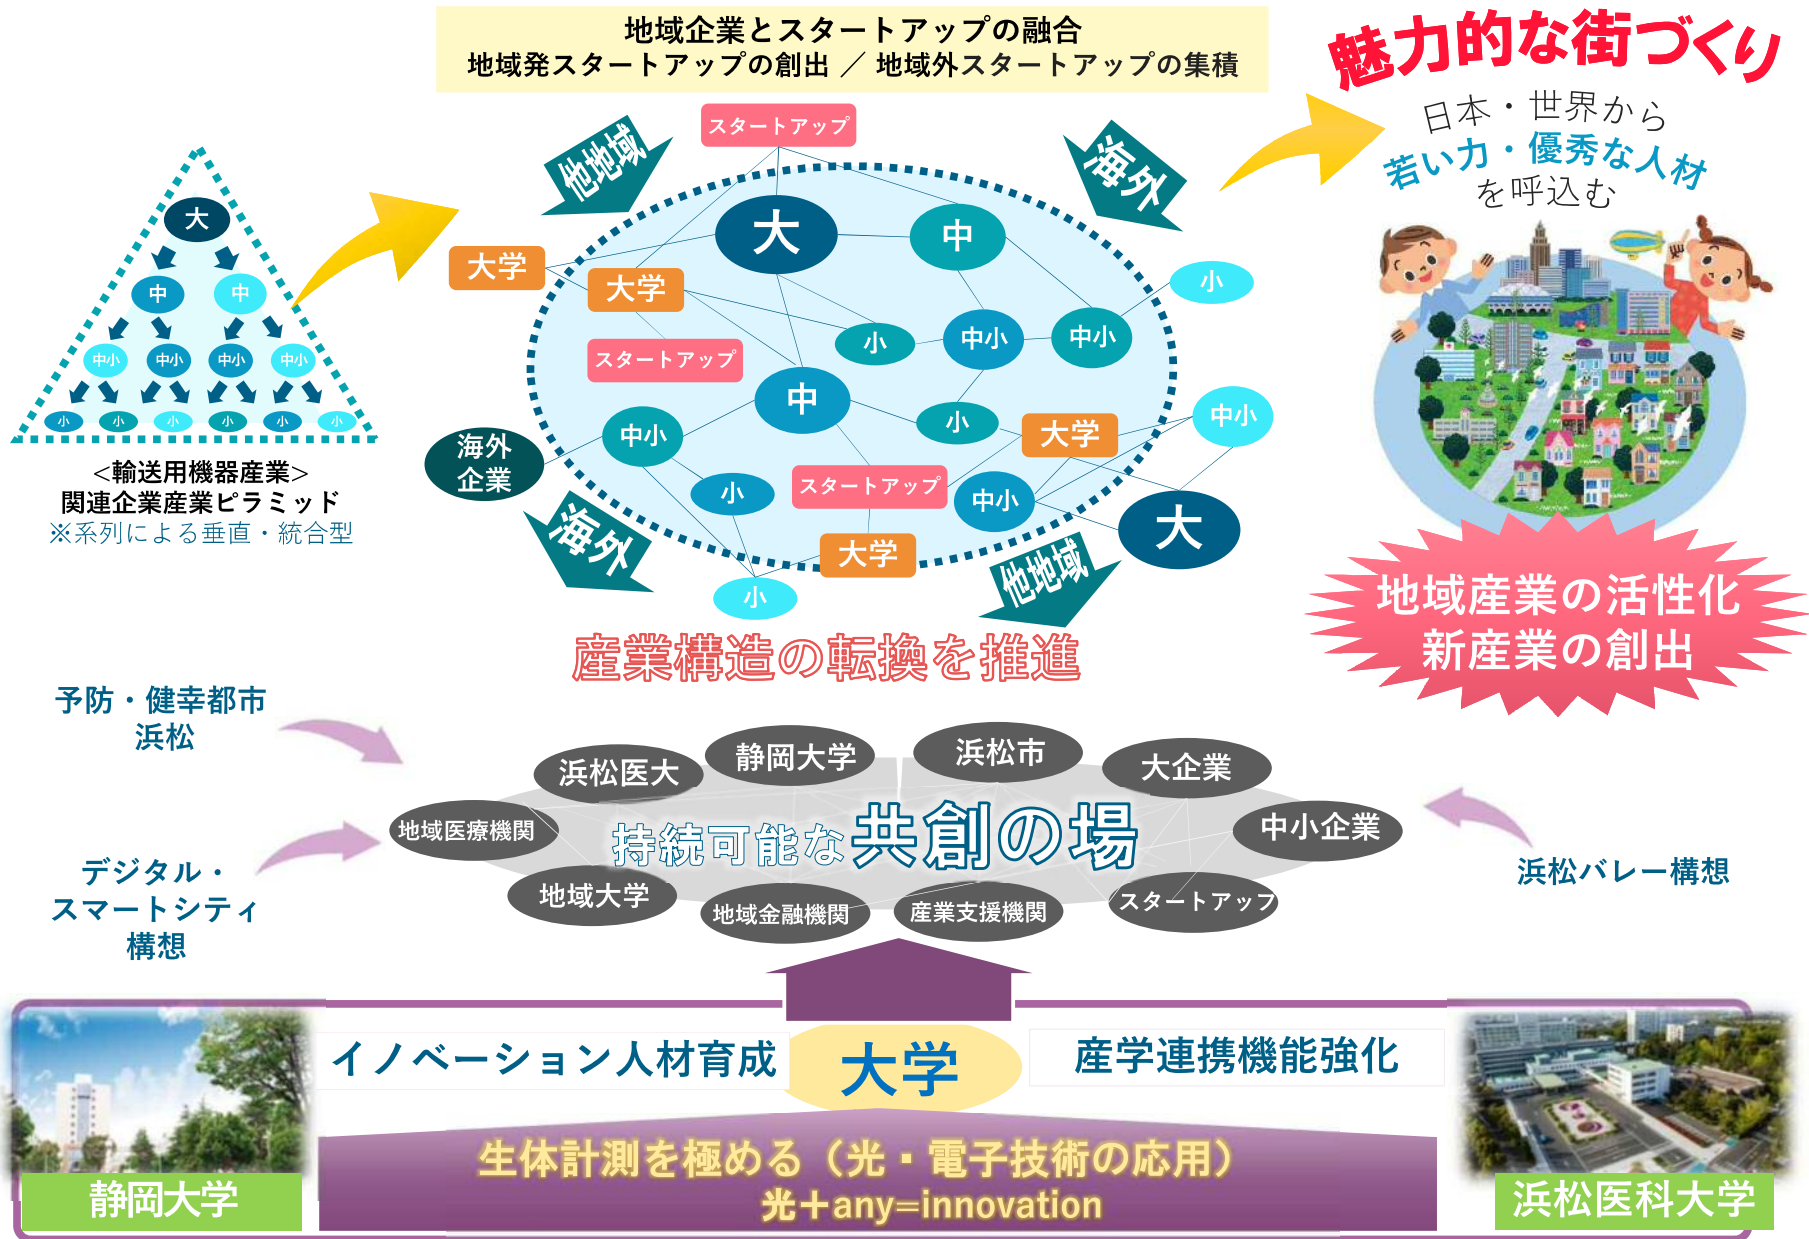 地域企業とスタートアップの融合
地域発スタートアップの創出 ／ 地域外スタートアップの集積
魅力的な街づくり
日本・世界から
若い力・優秀な人材
を呼込む
大
中
中
中小
中小
中小
中小
小
小
小
小
小
小
<輸送用機器産業>
関連企業産業ピラミッド
※系列による垂直・統合型
他地域
スタートアップ
海外
大
中
大学
大学
小
小
中小
中小
スタートアップ
中
小
中小
大学
中小
海外
企業
小
スタートアップ
中小
大
海外
大学
他地域
小
産業構造の転換を推進
地域産業の活性化
新産業の創出
予防・健幸都市
浜松
デジタル・
スマートシティ
構想
浜松医大
静岡大学
浜松市
大企業
地域医療機関
持続可能な共創の場
中小企業
地域大学
地域金融機関
産業支援機関
スタートアップ
浜松バレー構想
イノベーション人材育成
大学
産学連携機能強化
生体計測を極める（光・電子技術の応用）
光＋any=innovation
静岡大学
浜松医科大学